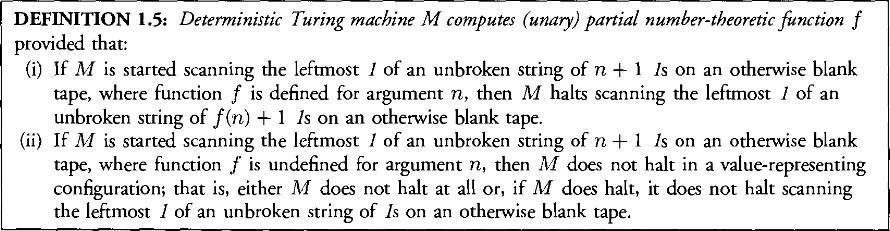 DEFINITION 1.5: Deterministic Turing machine M computes (unary) partial number-theoretic function f
provided that:
(i) If M is started scanning the leftmost 1 of an unbroken string of n + 1 1s on an otherwise blank
tape, where function f is defined for argument n, then M halts scanning the leftmost 1 of an
unbroken string of f(n) + 1 1s on an otherwise blank tape.
(ii) If M is started scanning the leftmost 1 of an unbroken string of n + 1 1s on an otherwise blank
tape, where function f is undefined for argument n, then M does not halt in a value-representing
configuration; that is, either M does not halt at all or, if M does halt, it does not halt scanning
the leftmost 1 of an unbroken string of 1s on an otherwise blank tape.